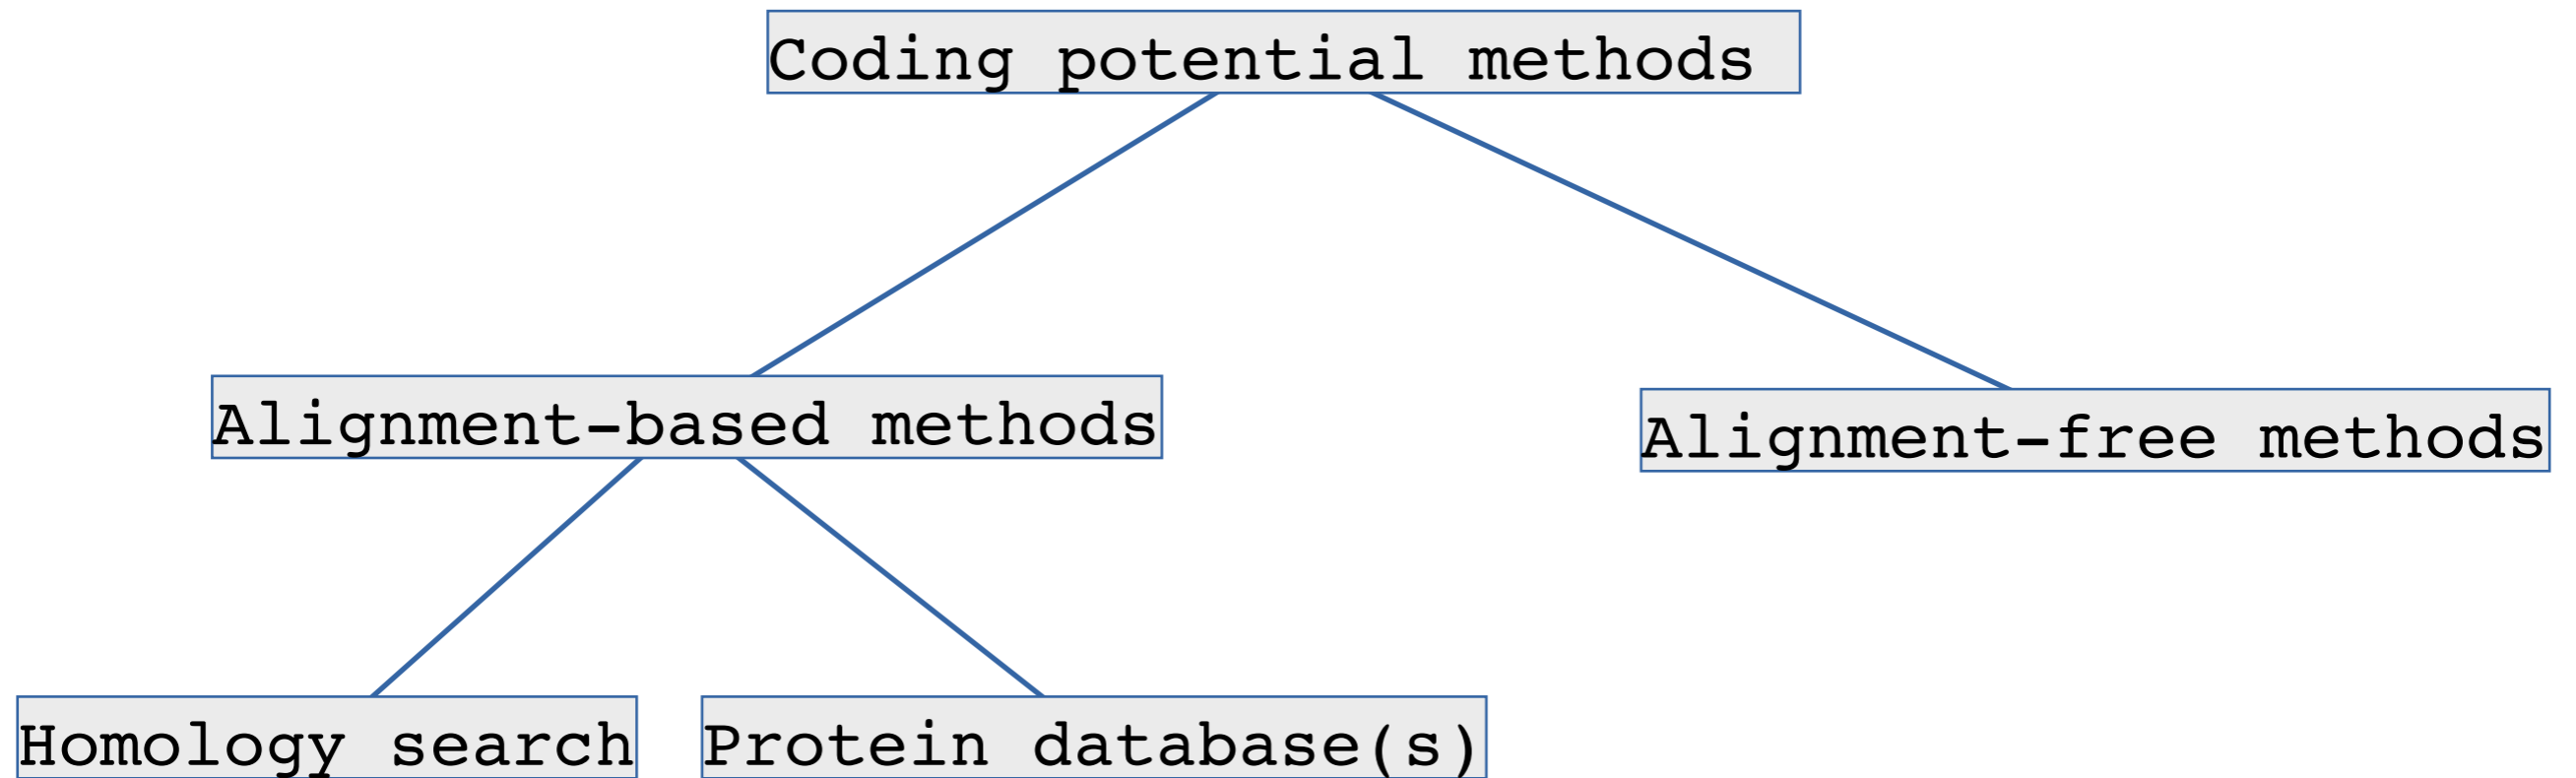 Coding potential methods
Alignment-based methods
Alignment-free methods
Homology search
Protein database(s)